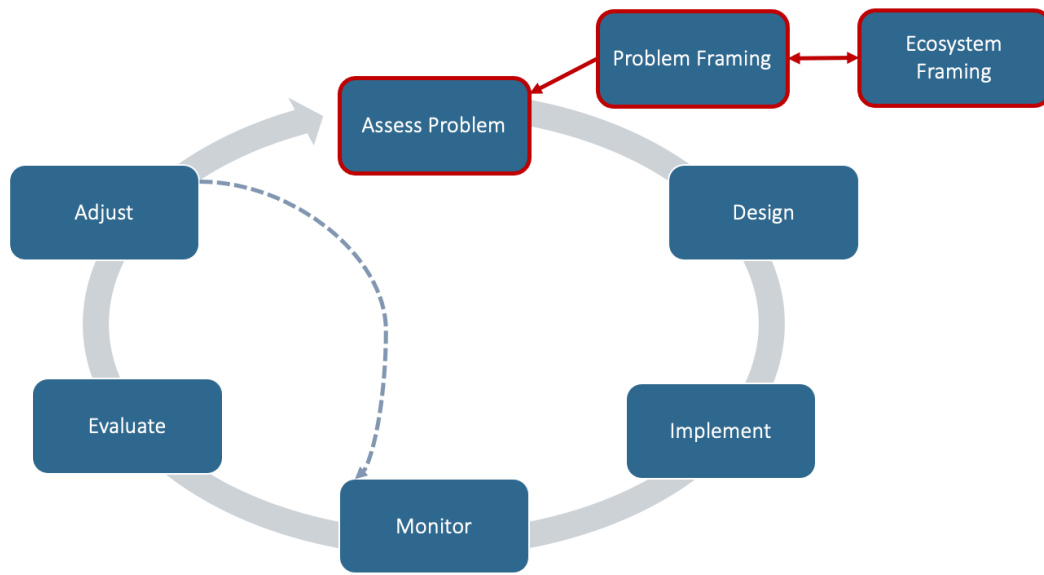 Problem Framing
Ecosystem
Framing
Assess Problem
Adjust
Design
Evaluate
Implement
Monitor